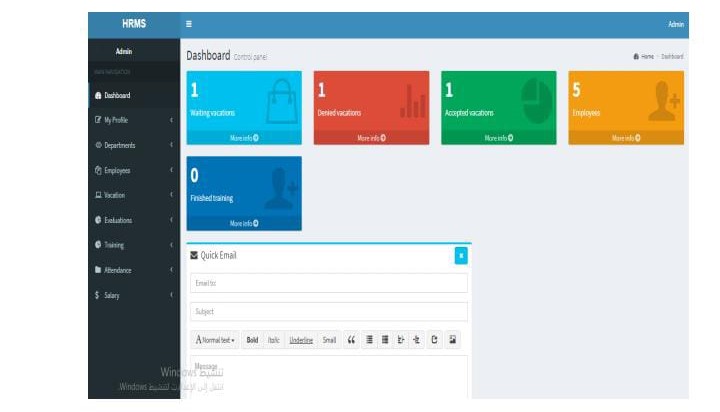 HRMS
Admin
Admin
MAIN NAVIGATION
Dashboard
My Profile
Departments
Employees
Vacation
Evaluations
Training
Attendance
$ Salary
Dashboard Control panel
Home > Dashboard
1
Waiting vacations
More info
1
Denied vacations
More info
1
Accepted vacations
More info
5
Employees
More info
0
Finished training
More info
Quick Email
Email to:
Subject
A Normal text Bold Italic Underline Small
Message
تنشيط Windows
انتقل إلى الإعدادات لتنشيط Windows.